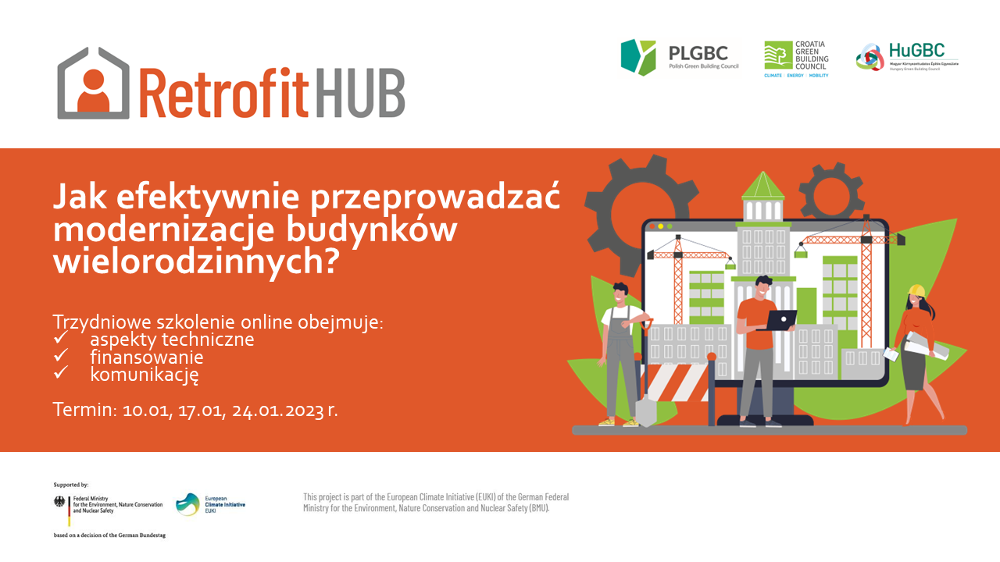 RetrofitHUB
PLGBC
Polish Green Building Council
CROATIA
GREEN
BUILDING
COUNCIL
CLIMATE | ENERGY | MOBILITY
HuGBC
Magyar Környezettudatos Építés Egyesülete
Hungary Green Building Council
Jak efektywnie przeprowadzać
modernizacje budynków
wielorodzinnych?
Trzydniowe szkolenie online obejmuje:
✓ aspekty techniczne
✓ finansowanie
✓ komunikację
Termin: 10.01, 17.01, 24.01.2023 r.
Supported by:
Federal Ministry
for the Environment, Nature Conservation
and Nuclear Safety
European
Climate Initiative
EUKI
based on a decision of the German Bundestag
This project is part of the European Climate Initiative (EUKI) of the German Federal
Ministry for the Environment, Nature Conservation and Nuclear Safety (BMU).